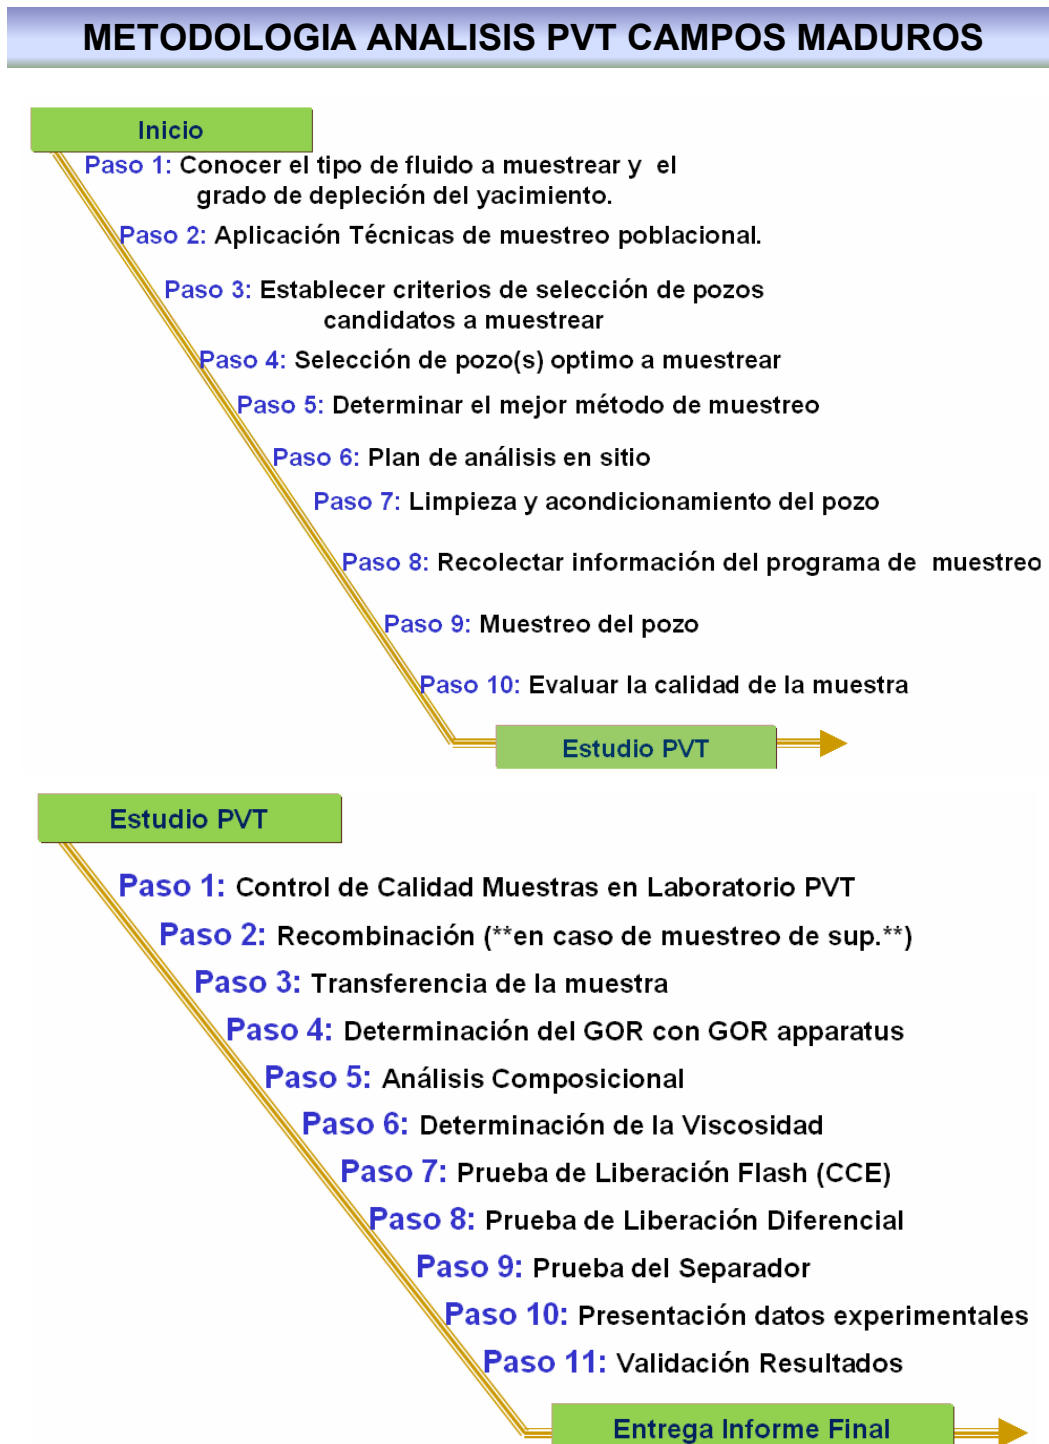 METODOLOGIA ANALISIS PVT CAMPOS MADUROS
Inicio
Paso 1: Conocer el tipo de fluido a muestrear y el
grado de depleción del yacimiento.
Paso 2: Aplicación Técnicas de muestreo poblacional.
Paso 3: Establecer criterios de selección de pozos
candidatos a muestrear
Paso 4: Selección de pozo(s) optimo a muestrear
Paso 5: Determinar el mejor método de muestreo
Paso 6: Plan de análisis en sitio
Paso 7: Limpieza y acondicionamiento del pozo
Paso 8: Recolectar información del programa de muestreo
Paso 9: Muestreo del pozo
Paso 10: Evaluar la calidad de la muestra
Estudio PVT
Estudio PVT
Paso 1: Control de Calidad Muestras en Laboratorio PVT
Paso 2: Recombinación (**en caso de muestreo de sup.**)
Paso 3: Transferencia de la muestra
Paso 4: Determinación del GOR con GOR apparatus
Paso 5: Análisis Composicional
Paso 6: Determinación de la Viscosidad
Paso 7: Prueba de Liberación Flash (CCE)
Paso 8: Prueba de Liberación Diferencial
Paso 9: Prueba del Separador
Paso 10: Presentación datos experimentales
Paso 11: Validación Resultados
Entrega Informe Final